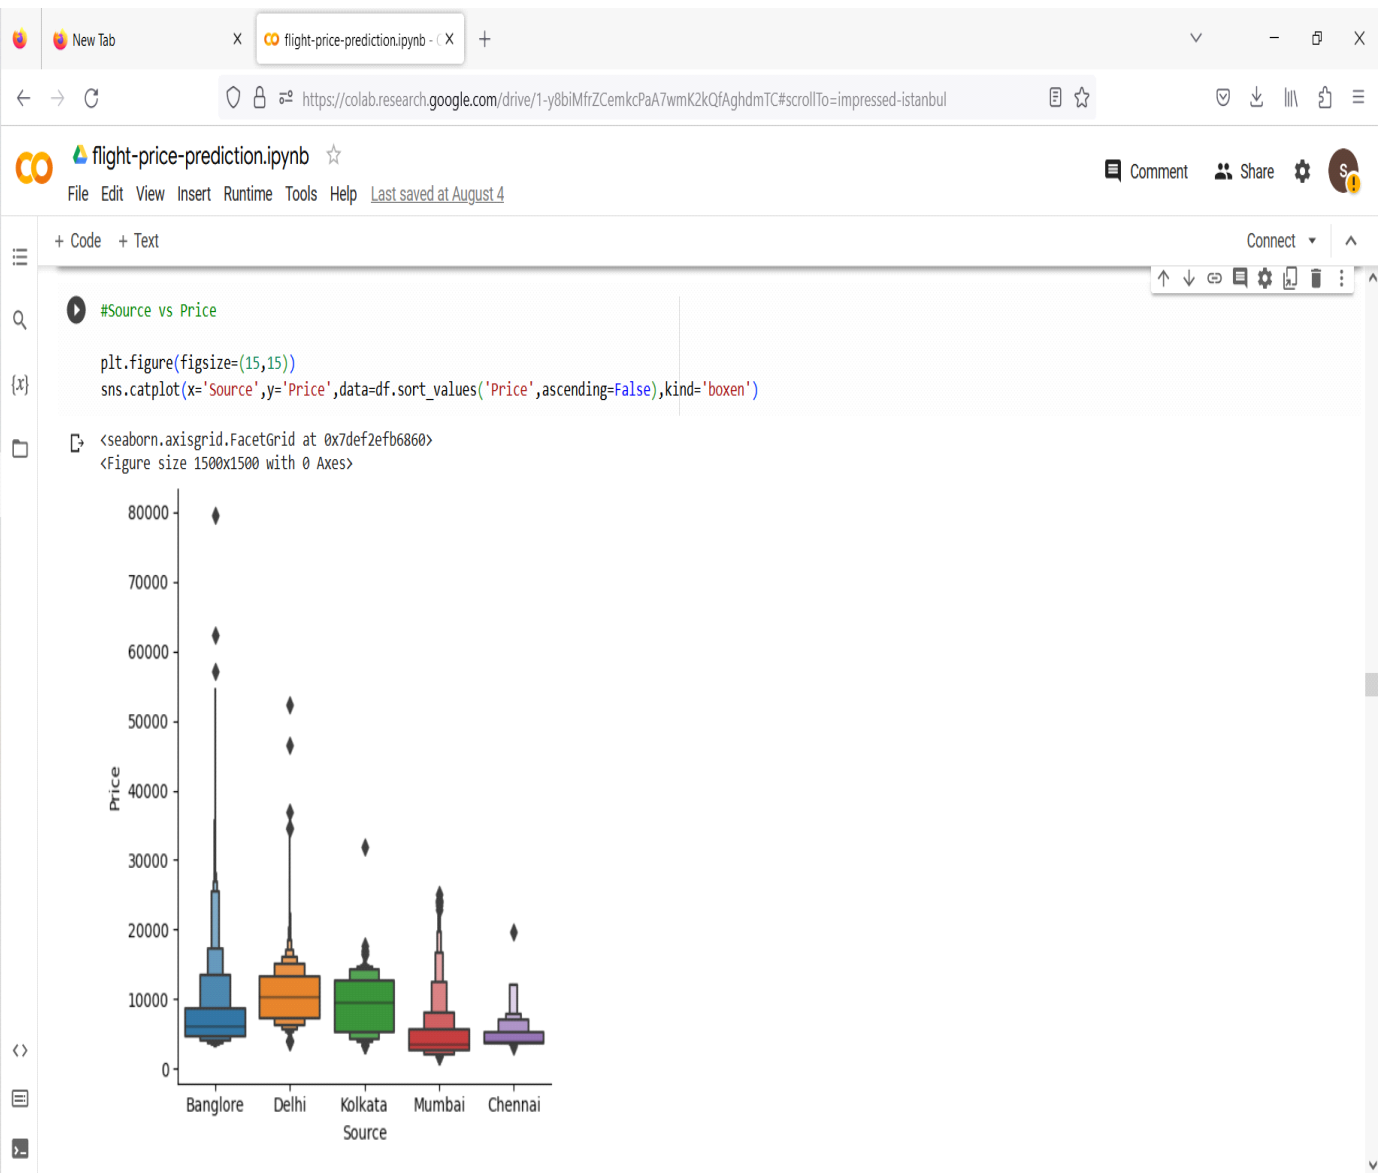 New Tab
flight-price-prediction.ipynb -
https://colab.research.google.com/drive/1-y8biMfrZCemkcPaA7wmK2kQfAghdmTC#scrollTo=impressed-istanbul
flight-price-prediction.ipynb
File Edit View Insert Runtime Tools Help Last saved at August 4
Comment Share S
+ Code + Text
Connect
{x}
#Source vs Price
plt.figure(figsize=(15,15))
sns.catplot(x='Source',y='Price',data=df.sort_values('Price',ascending=False),kind='boxen')
<seaborn.axisgrid.FacetGrid at 0x7def2efb6860>
<Figure size 1500x1500 with 0 Axes>
80000
70000
60000
50000
40000
30000
20000
10000
0
Price
Banglore Delhi Kolkata Mumbai Chennai
Source